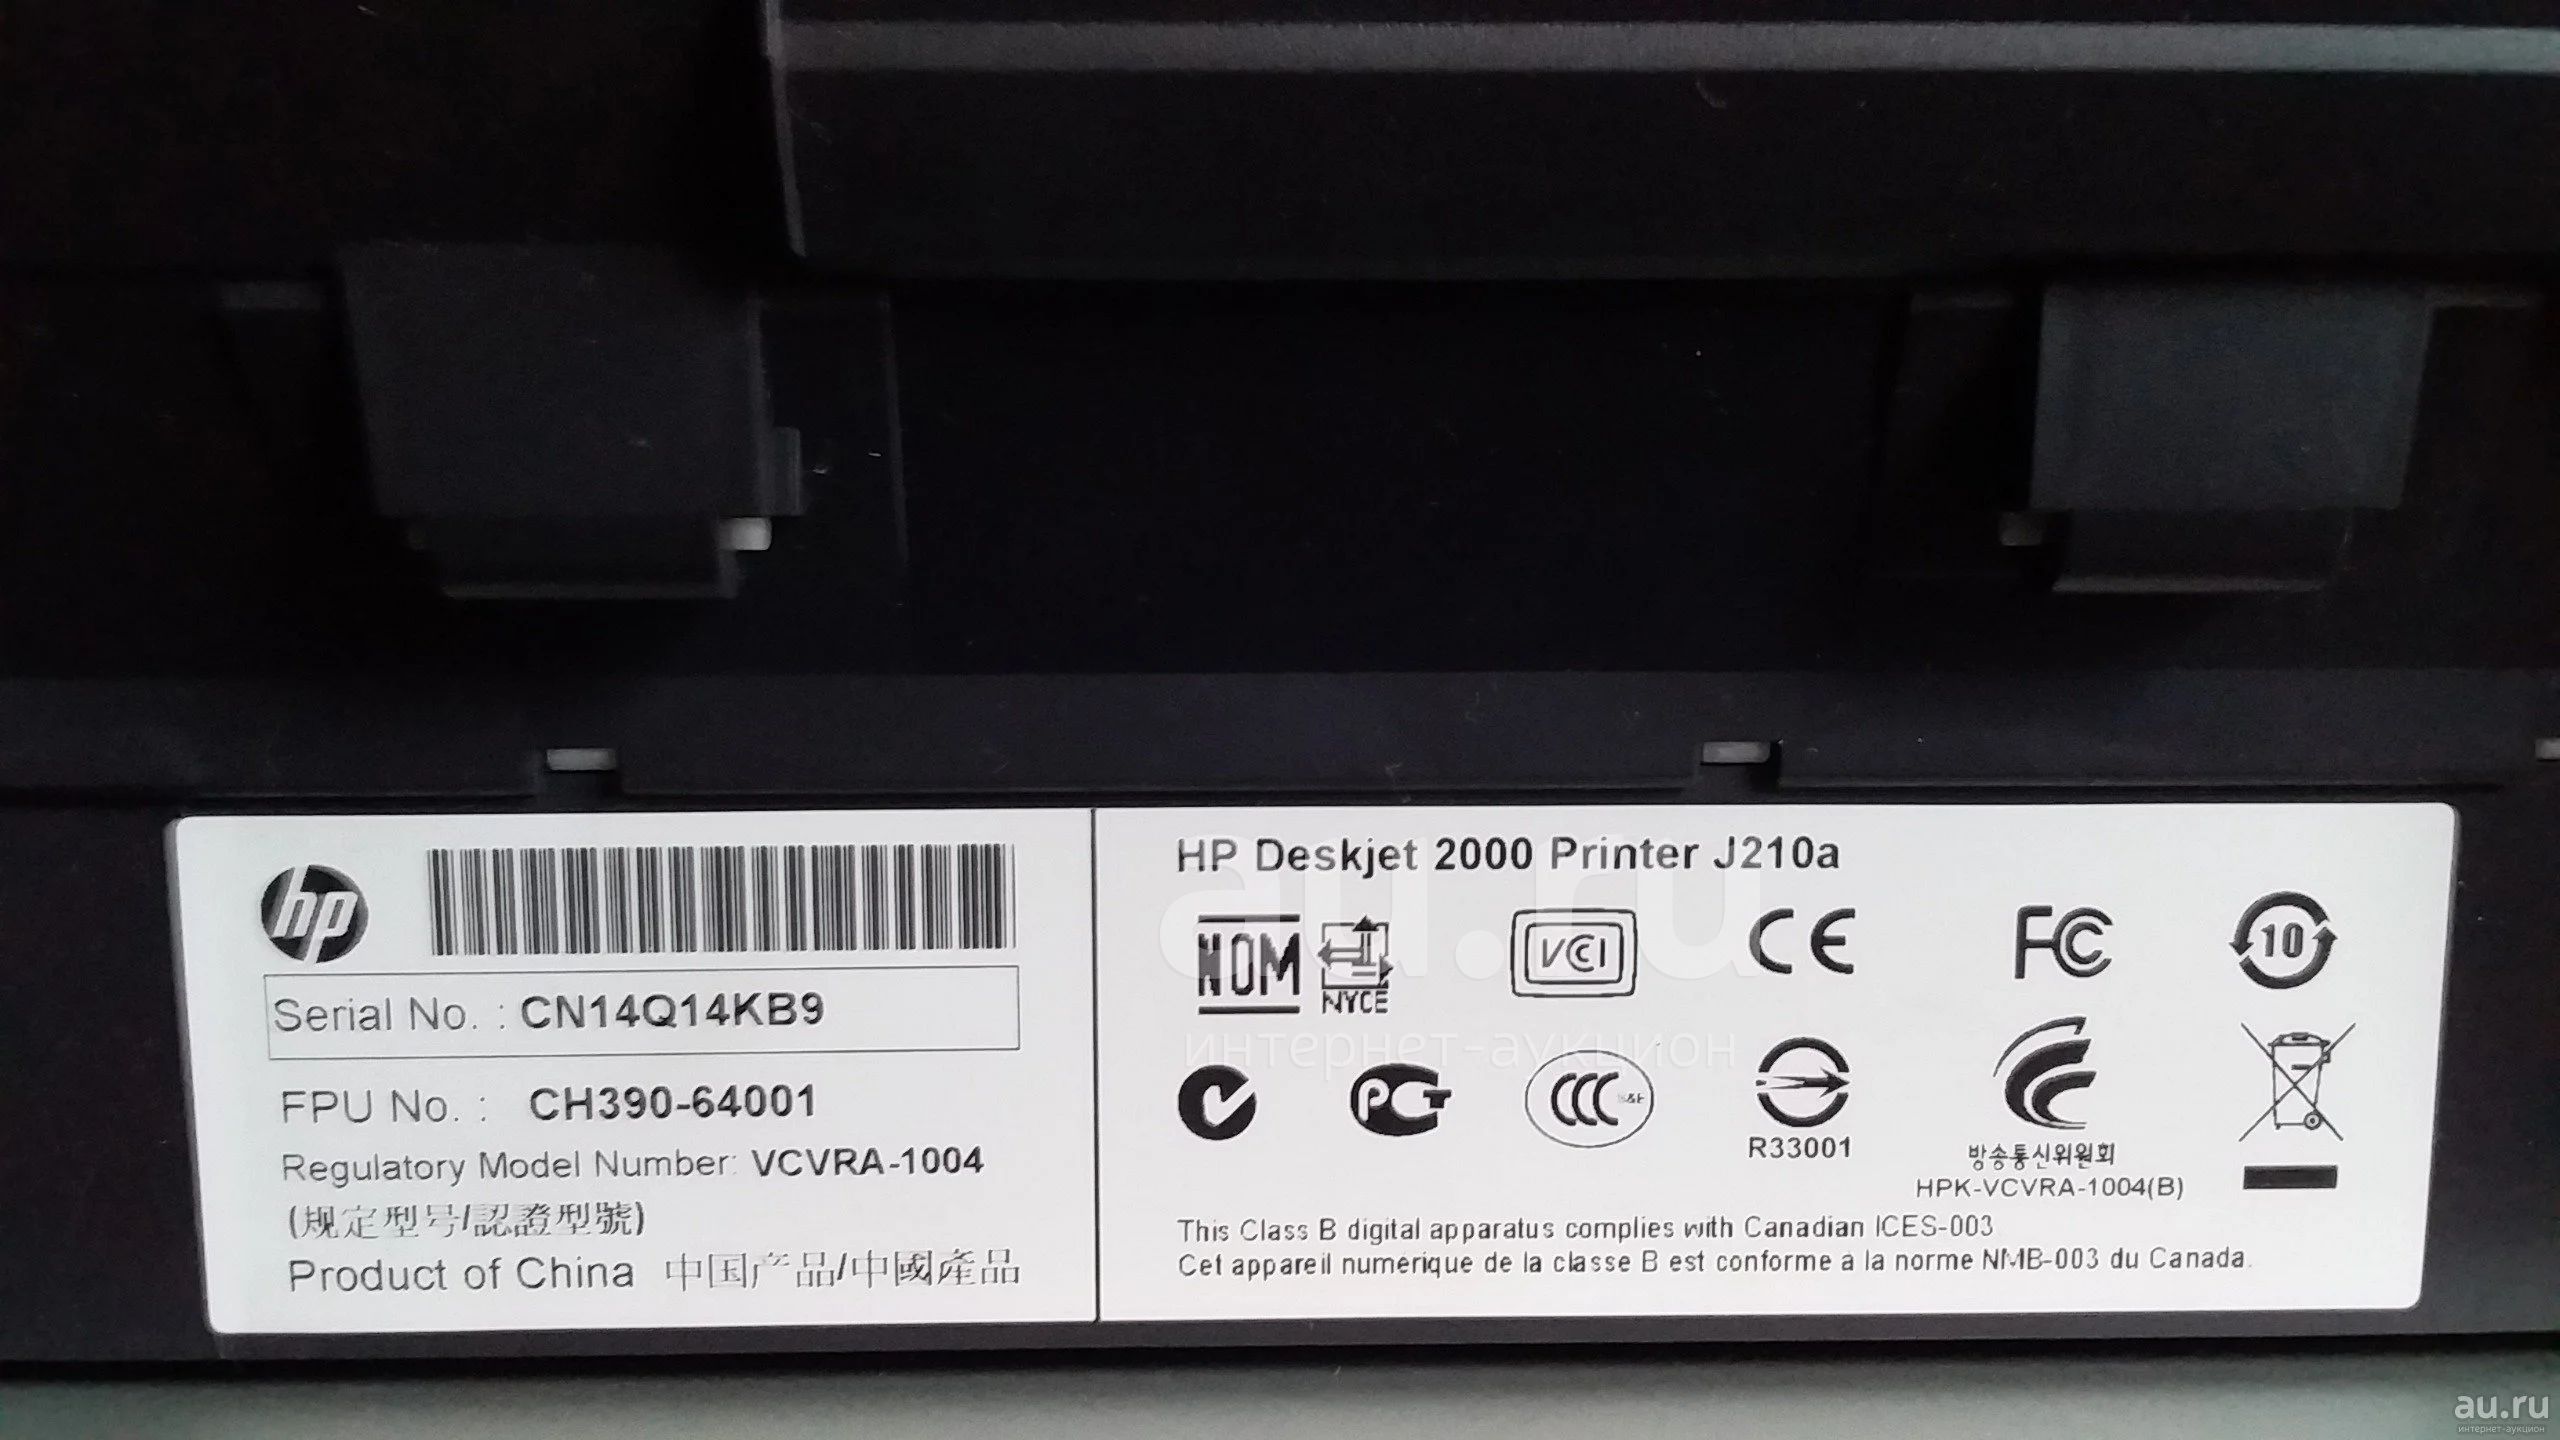 hp
Serial No. : CN14Q14KB9
FPU No. : CH390-64001
Regulatory Model Number: VCVRA-1004
(规定型号/認證型號)
Product of China 中国产品/中國產品
HP Deskjet 2000 Printer J210a
NOM NYCE VCI CE FC 10
PCT CCC S&E
R33001
방송통신위원회
HPK-VCVRA-1004(B)
This Class B digital apparatus complies with Canadian ICES-003
Cet appareil numérique de la classe B est conforme a la norme NMB-003 du Canada.
au.ru
интернет-аукцион
au.ru
интернет-аукцион